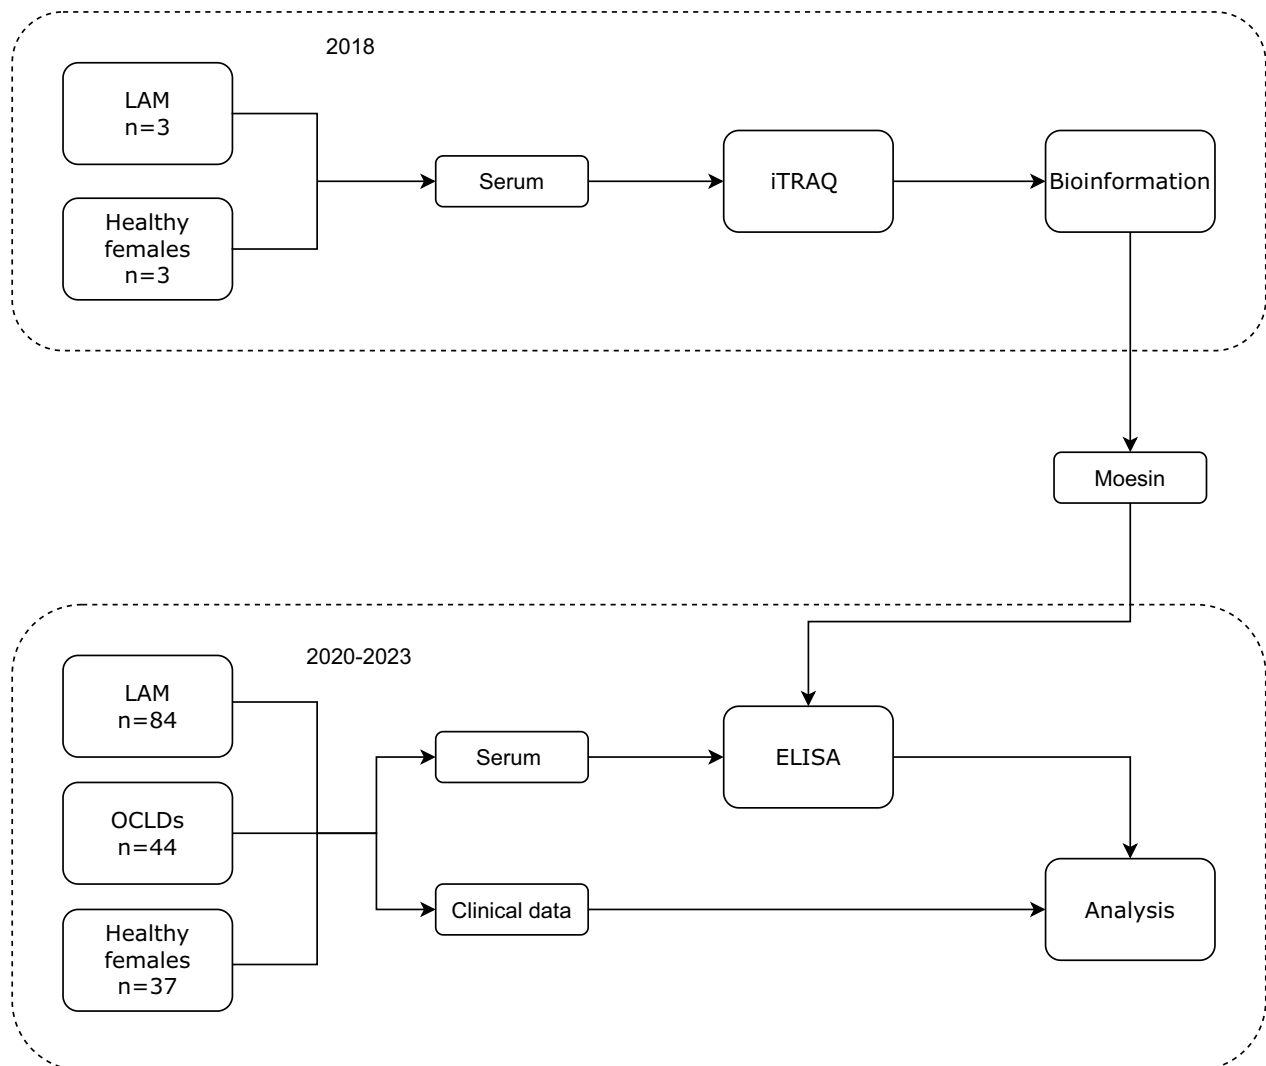 2018
LAM
n=3
Healthy
females
n=3
Serum
iTRAQ
Bioinformation
Moesin
2020-2023
LAM
n=84
OCLDs
n=44
Healthy
females
n=37
Serum
ELISA
Clinical data
Analysis